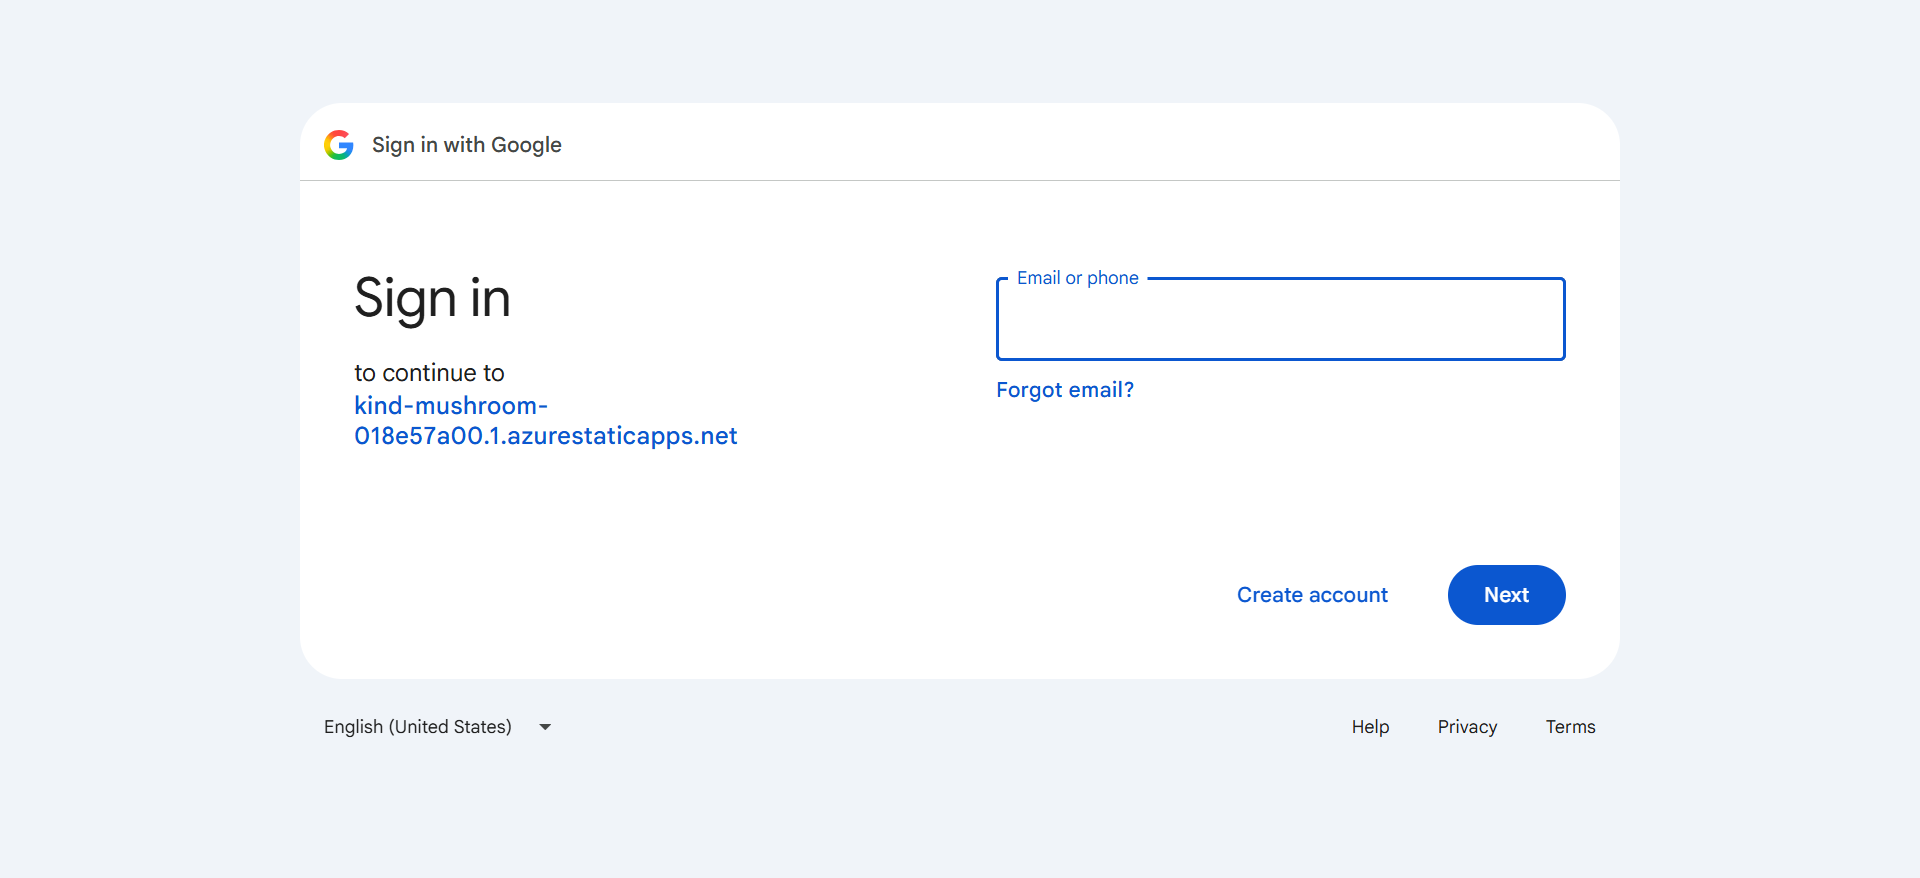 Sign in with Google
Sign in
to continue to
kind-mushroom-
018e57a00.1.azurestaticapps.net
Email or phone
Forgot email?
Create account
Next
English (United States)
Help
Privacy
Terms